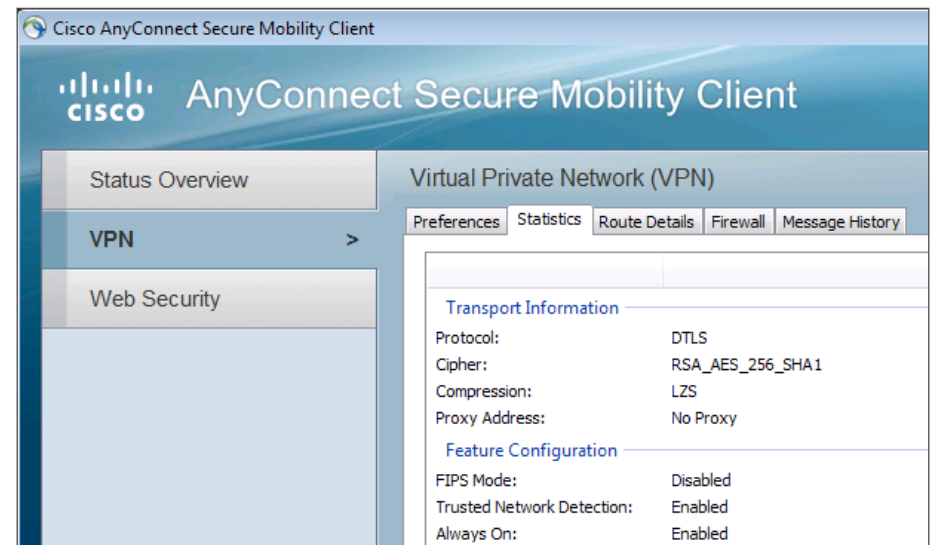 Cisco AnyConnect Secure Mobility Client
CISCO AnyConnect Secure Mobility Client
Status Overview
VPN >
Web Security
Virtual Private Network (VPN)
Preferences Statistics Route Details Firewall Message History
Transport Information
Protocol: DTLS
Cipher: RSA_AES_256_SHA1
Compression: LZS
Proxy Address: No Proxy
Feature Configuration
FIPS Mode: Disabled
Trusted Network Detection: Enabled
Always On: Enabled